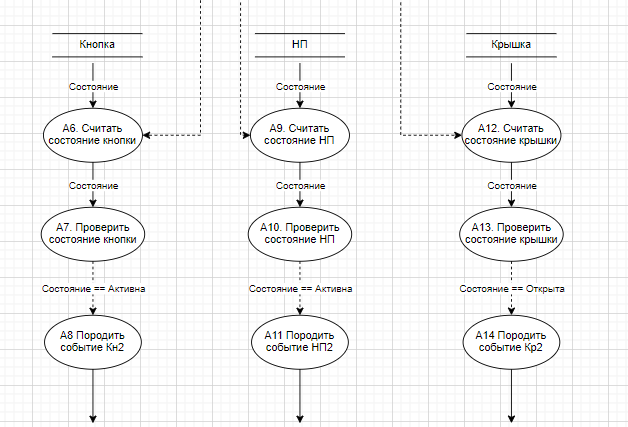 Кнопка
НП
Крышка
Состояние
Состояние
Состояние
А6. Считать
состояние кнопки
А9. Считать
состояние НП
А12. Считать
состояние крышки
Состояние
Состояние
Состояние
А7. Проверить
состояние кнопки
А10. Проверить
состояние НП
А13. Проверить
состояние крышки
Состояние == Активна
Состояние == Активна
Состояние == Открыта
А8 Породить
событие Кн2
А11 Породить
событие НП2
А14 Породить
событие Кр2